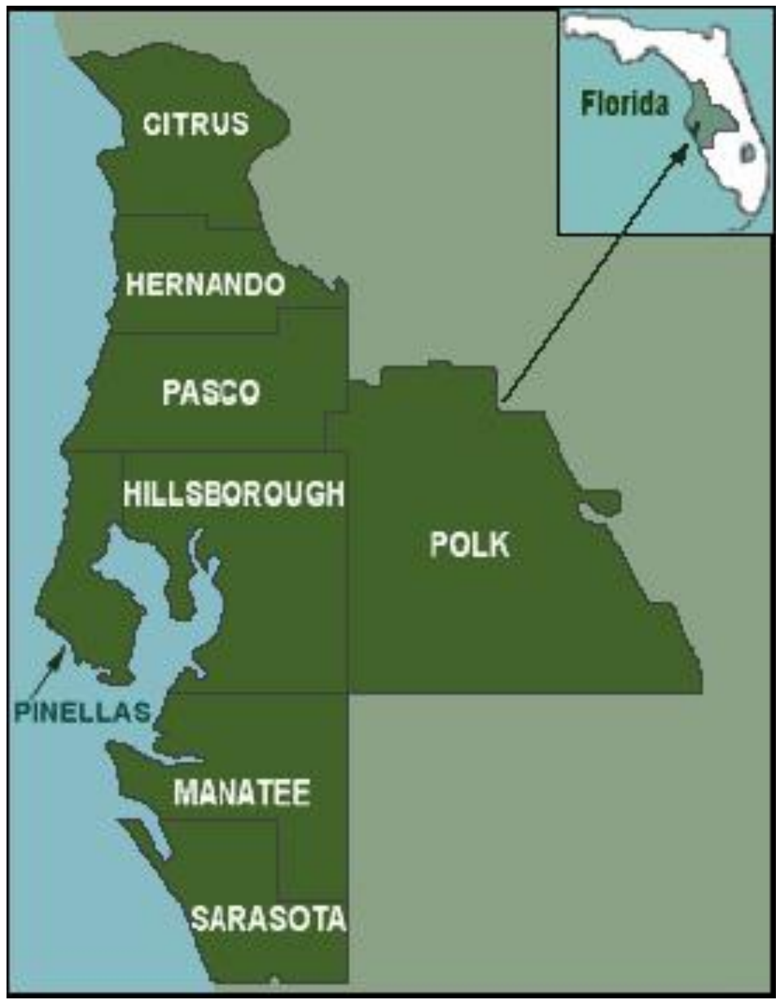 CITRUS
Florida
HERNANDO
PASCO
HILLSBOROUGH
POLK
PINELLAS
MANATEE
SARASOTA